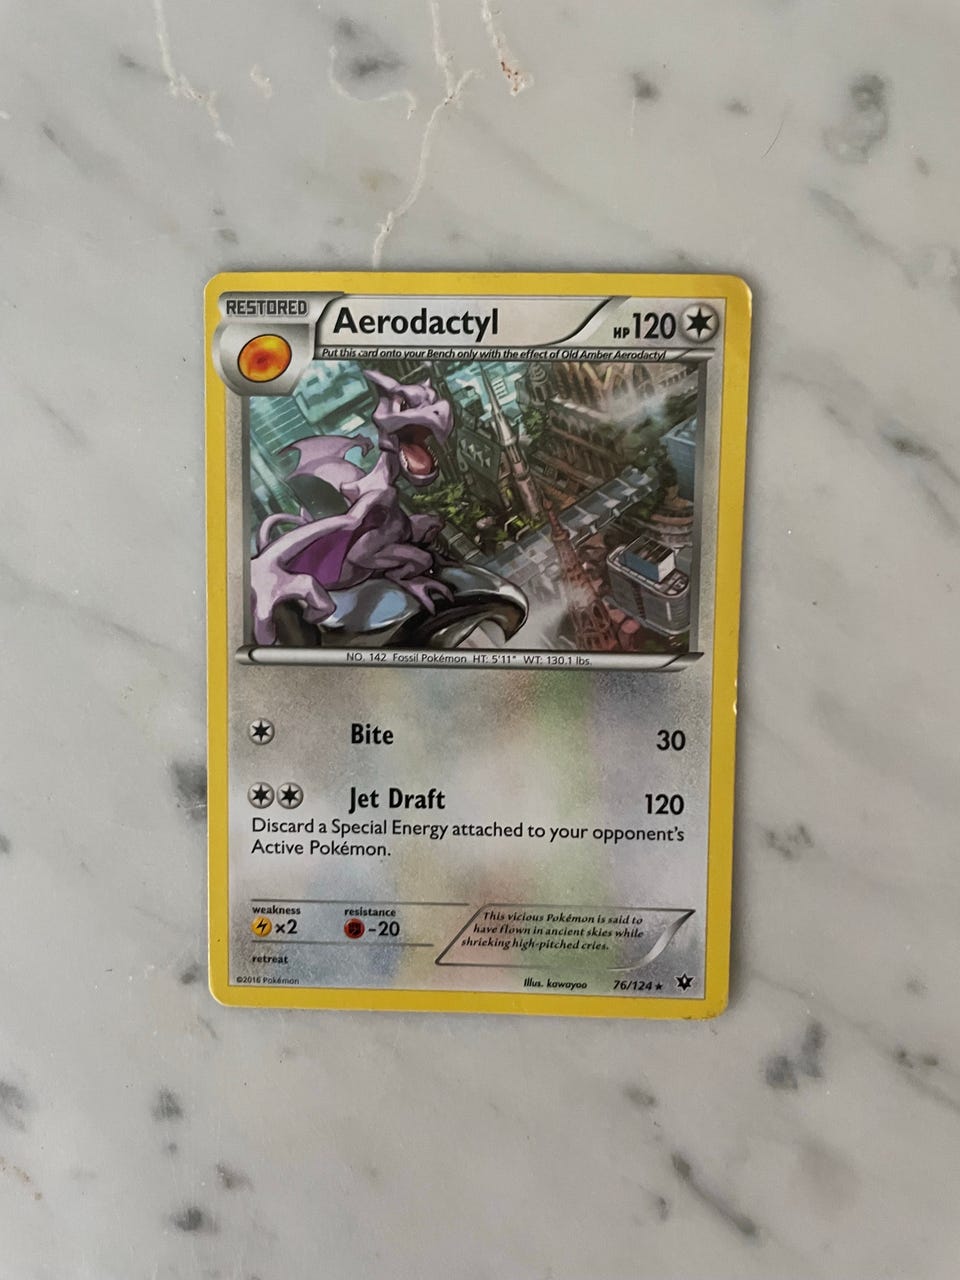 RESTORED
Aerodactyl
HP120
Put this card onto your Bench only with the effect of Old Amber Aerodactyl
NO. 142 Fossil Pokémon HT: 5'11" WT: 130.1 lbs.
Bite 30
Jet Draft 120
Discard a Special Energy attached to your opponent's
Active Pokémon.
weakness
×2
resistance
-20
retreat
This vicious Pokémon is said to
have flown in ancient skies while
shrieking high-pitched cries.
©2016 Pokémon
Illus. kawayoo
76/124 ★